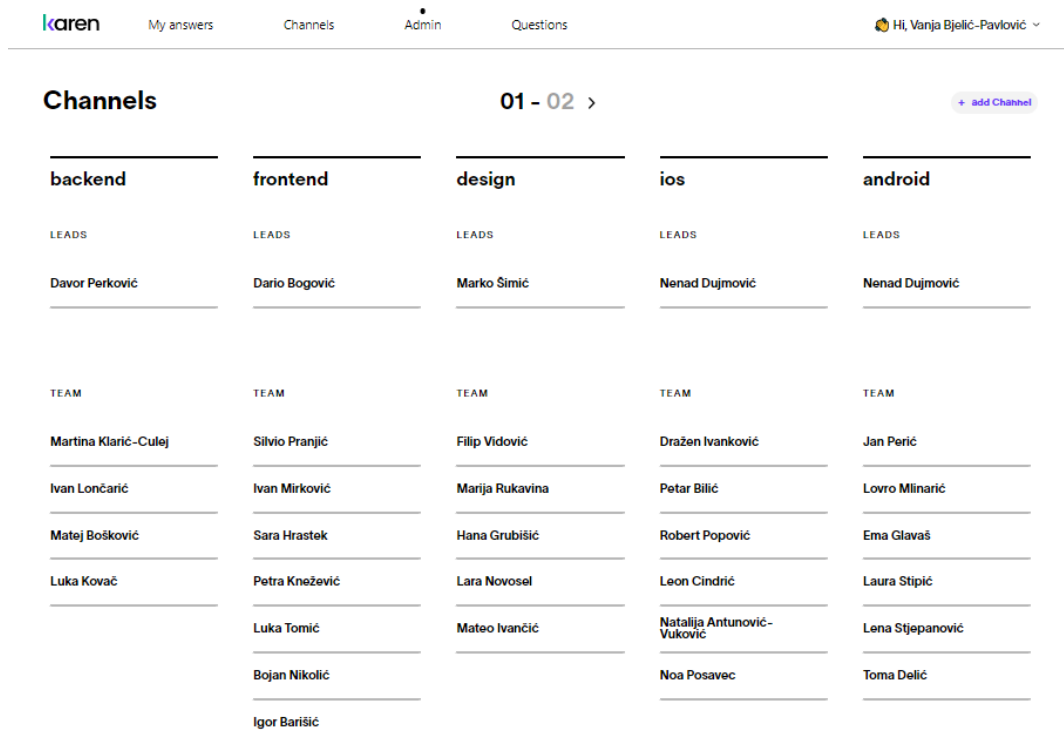 karen My answers Channels Admin Questions Hi, Vanja Bjelić-Pavlović
Channels 01 - 02 + add Channel
backend frontend design ios android
LEADS LEADS LEADS LEADS LEADS
Davor Perković Dario Bogović Marko Šimić Nenad Dujmović Nenad Dujmović
TEAM TEAM TEAM TEAM TEAM
Martina Klarić-Culej Silvio Pranjić Filip Vidović Dražen Ivanković Jan Perić
Ivan Lončarić Ivan Mirković Marija Rukavina Petar Bilić Lovro Mlinarić
Matej Bošković Sara Hrastek Hana Grubišić Robert Popović Ema Glavaš
Luka Kovač Petra Knežević Lara Novosel Leon Cindrić Laura Stipić
Luka Tomić Mateo Ivančić Natalija Antunović-
Vuković Lena Stjepanović
Bojan Nikolić Noa Posavec Toma Delić
Igor Barišić